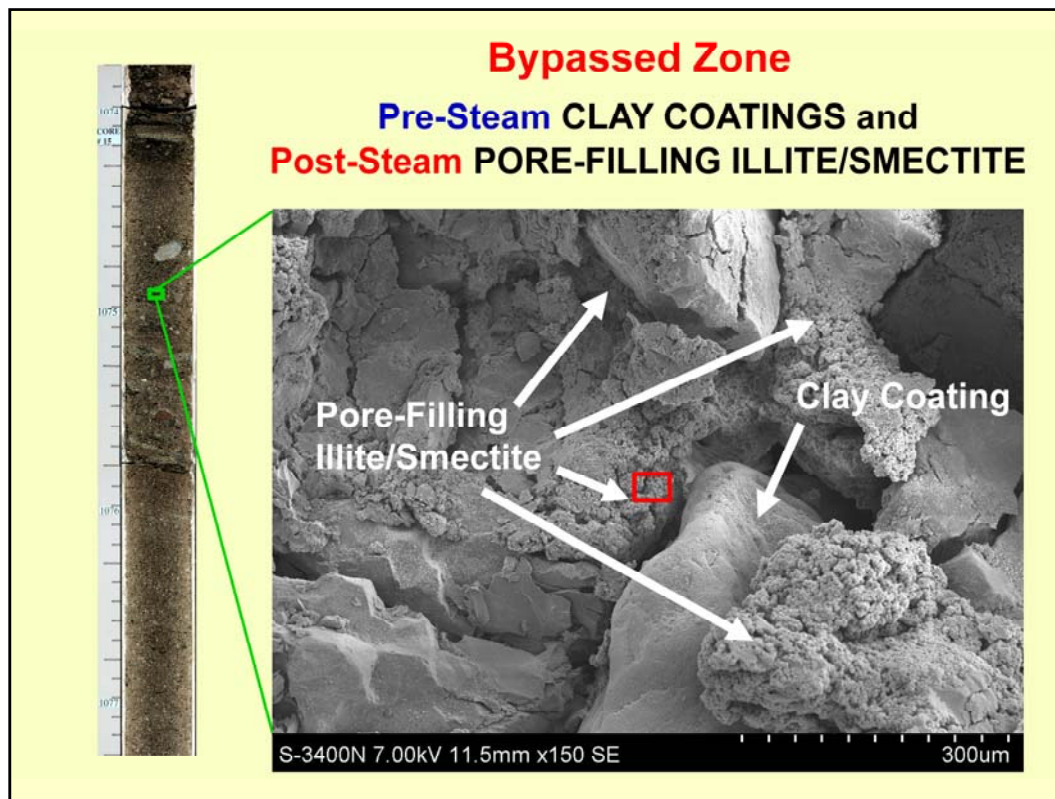 Bypassed Zone
Pre-Steam CLAY COATINGS and
Post-Steam PORE-FILLING ILLITE/SMECTITE
1074
CORE
# 15
1075
1076
1077
Pore-Filling
Illite/Smectite
Clay Coating
S-3400N 7.00kV 11.5mm x150 SE
300um